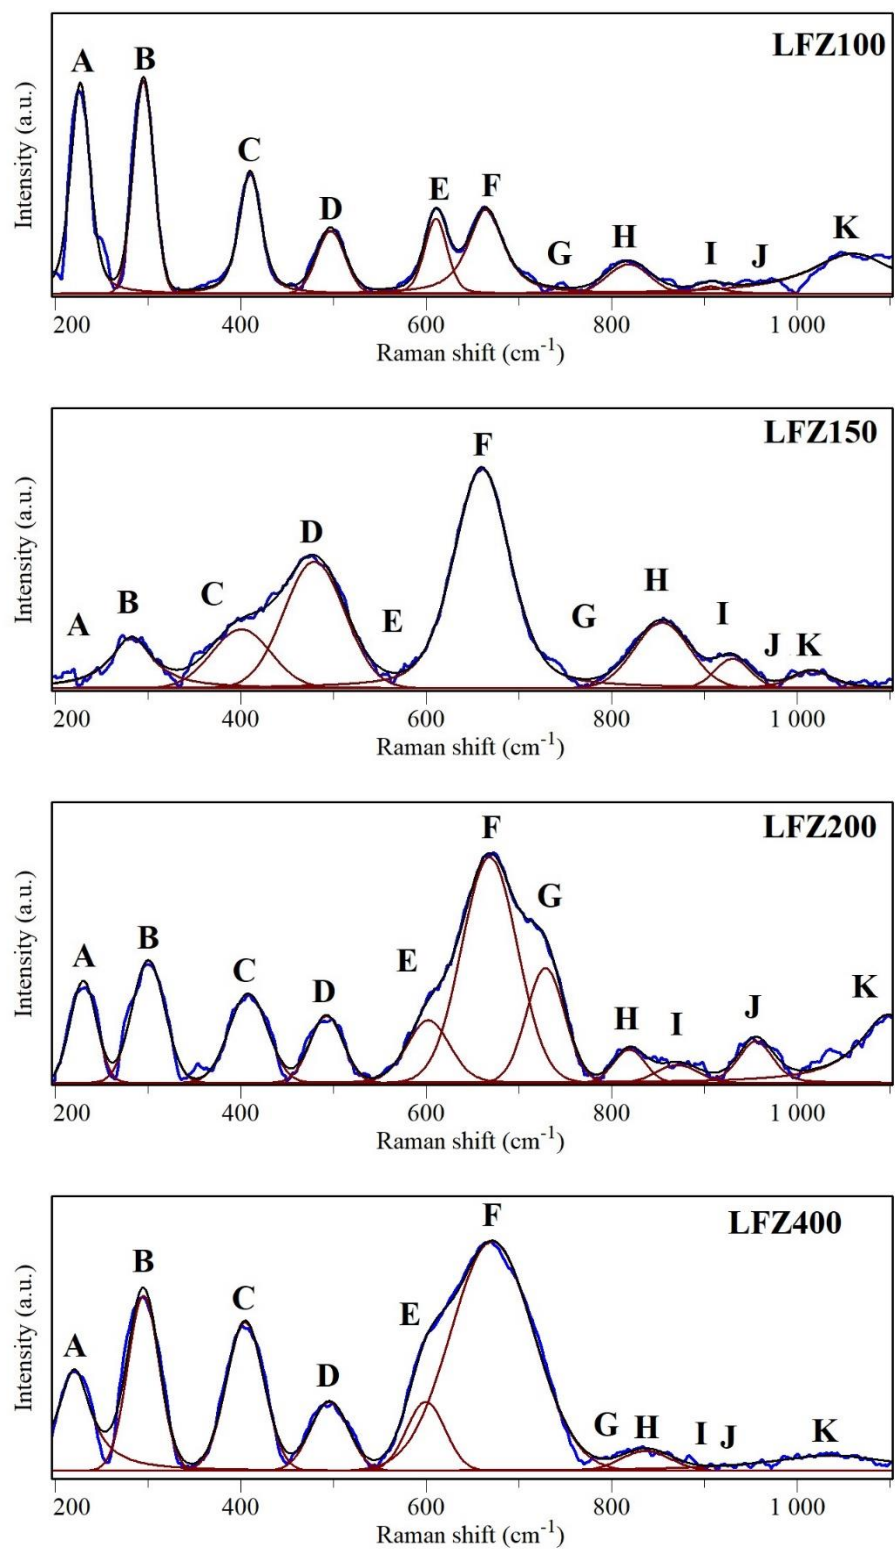 LFZ100
A B C D E F G H I J K
Intensity (a.u.)
200 400 600 800 1 000
Raman shift (cm-1)
LFZ150
A B C D E F G H I J K
Intensity (a.u.)
200 400 600 800 1 000
Raman shift (cm-1)
LFZ200
A B C D E F G H I J K
Intensity (a.u.)
200 400 600 800 1 000
Raman shift (cm-1)
LFZ400
A B C D E F G H I J K
Intensity (a.u.)
200 400 600 800 1 000
Raman shift (cm-1)